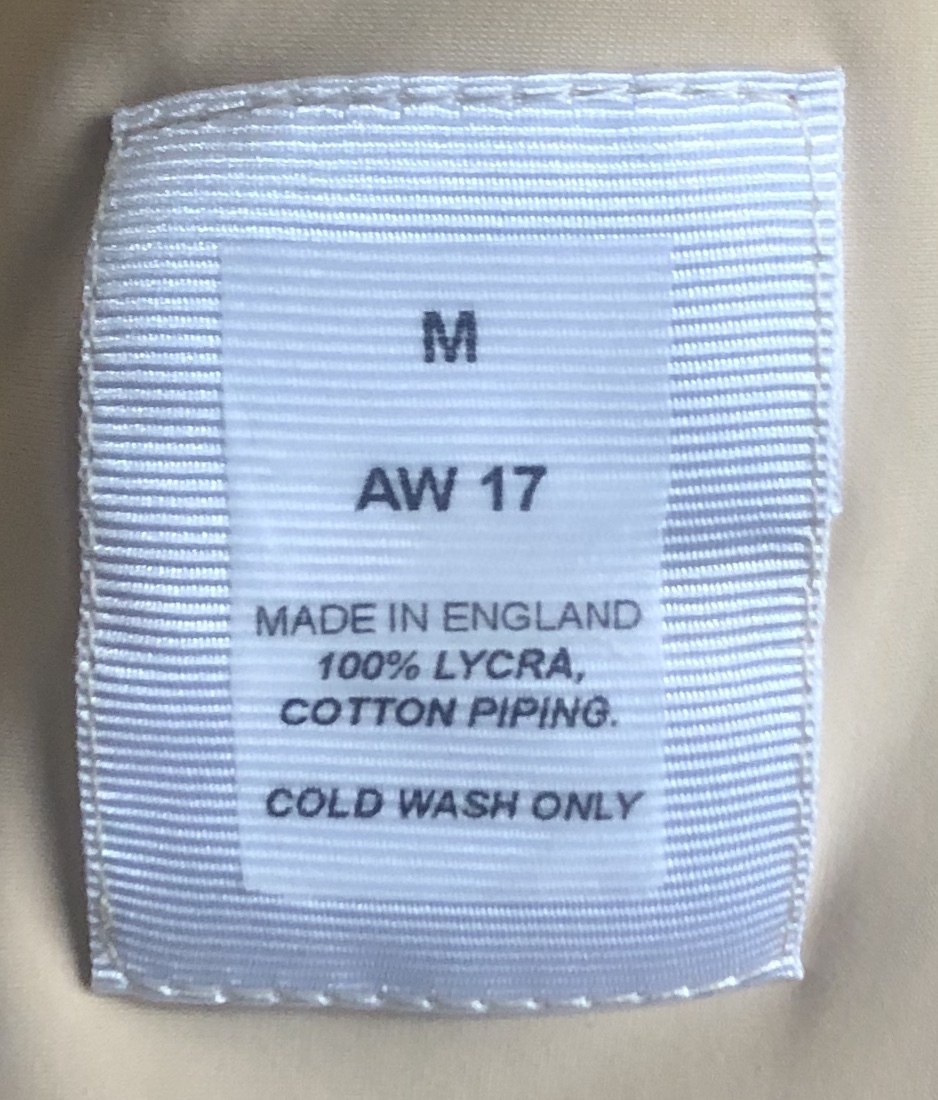 M
AW 17
MADE IN ENGLAND
100% LYCRA,
COTTON PIPING.
COLD WASH ONLY